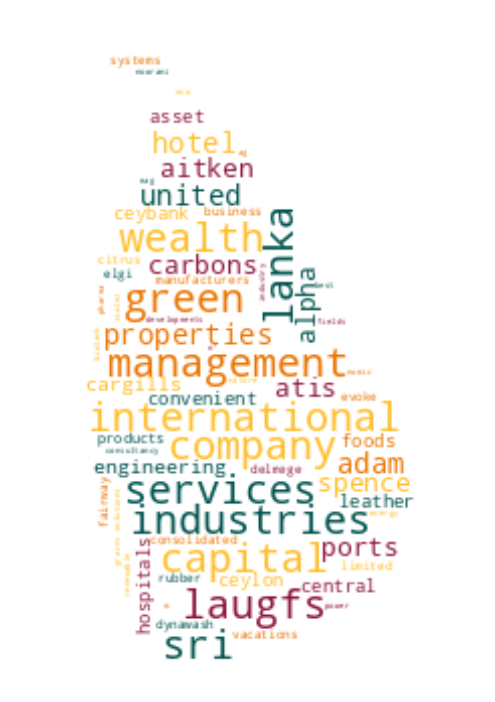 systems
noorani
asset
hotel
aitken
united
ceybank business
wealth
lanka
citrus carbons
elgi manufacturers
alpha
green
developments fields
properties
management
cargills atis
convenient evoke
international
products company foods
consultancy
engineering delmege adam
spence
services leather
fairway
industries
consolidated ports
hospitals
capital limited
rubber ceylon central
laugfs power
dynawash
sri vacations